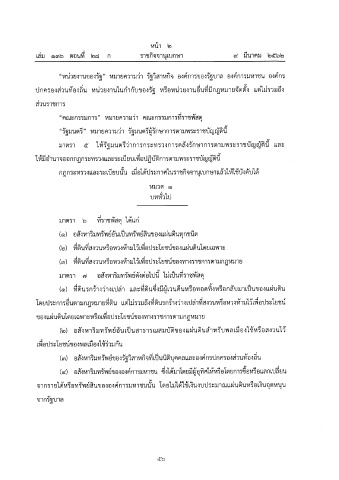 หน้า ๒
เล่ม ๑๓๖ ตอนที่ ๒๘ ก ราชกิจจานุเบกษา ๙ มีนาคม ๒๕๖๒
“หน่วยงานของรัฐ” หมายความว่า รัฐวิสาหกิจ องค์การของรัฐบาล องค์การมหาชน องค์กร
ปกครองส่วนท้องถิ่น หน่วยงานในกำกับของรัฐ หรือหน่วยงานอื่นที่มีกฎหมายจัดตั้ง แต่ไม่รวมถึง
ส่วนราชการ
“คณะกรรมการ” หมายความว่า คณะกรรมการที่ราชพัสดุ
“รัฐมนตรี” หมายความว่า รัฐมนตรีผู้รักษาการตามพระราชบัญญัตินี้
มาตรา ๕ ให้รัฐมนตรีว่าการกระทรวงการคลังรักษาการตามพระราชบัญญัตินี้ และ
ให้มีอำนาจออกกฎกระทรวงและระเบียบเพื่อปฏิบัติการตามพระราชบัญญัตินี้
กฎกระทรวงและระเบียบนั้น เมื่อได้ประกาศในราชกิจจานุเบกษาแล้วให้ใช้บังคับได้
หมวด ๑
บททั่วไป
มาตรา ๖ ที่ราชพัสดุ ได้แก่
(๑) อสังหาริมทรัพย์อันเป็นทรัพย์สินของแผ่นดินทุกชนิด
(๒) ที่ดินที่สงวนหรือหวงห้ามไว้เพื่อประโยชน์ของแผ่นดินโดยเฉพาะ
(๓) ที่ดินที่สงวนหรือหวงห้ามไว้เพื่อประโยชน์ของทางราชการตามกฎหมาย
มาตรา ๗ อสังหาริมทรัพย์ดังต่อไปนี้ ไม่เป็นที่ราชพัสดุ
(๑) ที่ดินรกร้างว่างเปล่า และที่ดินซึ่งมีผู้เวนคืนหรือทอดทิ้งหรือกลับมาเป็นของแผ่นดิน
โดยประการอื่นตามกฎหมายที่ดิน แต่ไม่รวมถึงที่ดินรกร้างว่างเปล่าที่สงวนหรือหวงห้ามไว้เพื่อประโยชน์
ของแผ่นดินโดยเฉพาะหรือเพื่อประโยชน์ของทางราชการตามกฎหมาย
(๒) อสังหาริมทรัพย์อันเป็นสาธารณสมบัติของแผ่นดินสำหรับพลเมืองใช้หรือสงวนไว้
เพื่อประโยชน์ของพลเมืองใช้ร่วมกัน
(๓) อสังหาริมทรัพย์ของรัฐวิสาหกิจที่เป็นนิติบุคคลและองค์กรปกครองส่วนท้องถิ่น
(๔) อสังหาริมทรัพย์ขององค์การมหาชน ซึ่งได้มาโดยมีผู้อุทิศให้หรือโดยการซื้อหรือแลกเปลี่ยน
จากรายได้หรือทรัพย์สินขององค์การมหาชนนั้น โดยไม่ได้ใช้เงินงบประมาณแผ่นดินหรือเงินอุดหนุน
จากรัฐบาล